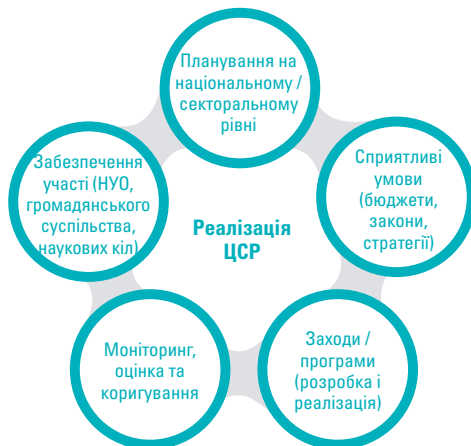 Планування на
національному /
секторальному
рівні
Сприятливі
умови
(бюджети,
закони,
стратегії)
Заходи /
програми
(розробка і
реалізація)
Моніторинг,
оцінка та
коригування
Забезпечення
участі (НУО,
громадянського
суспільства,
наукових кіл)
Реалізація
ЦСР